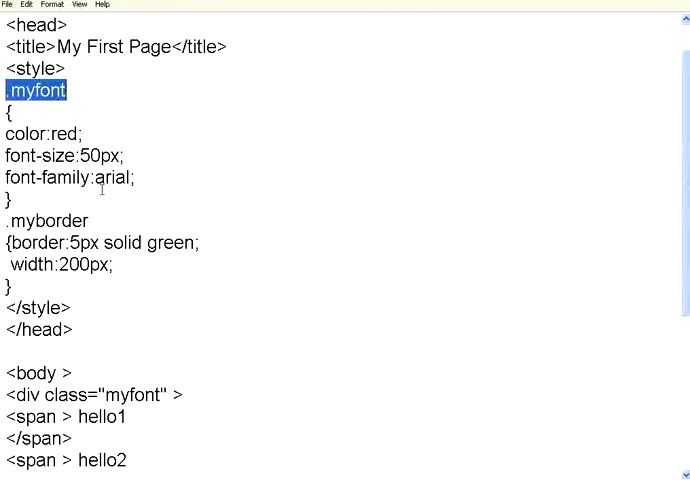 File Edit Format View Help
<head>
<title>My First Page</title>
<style>
.myfont
{
color:red;
font-size:50px;
font-family:arial;
}
.myborder
{border:5px solid green;
 width:200px;
}
</style>
</head>

<body >
<div class="myfont" >
<span > hello1
</span>
<span > hello2